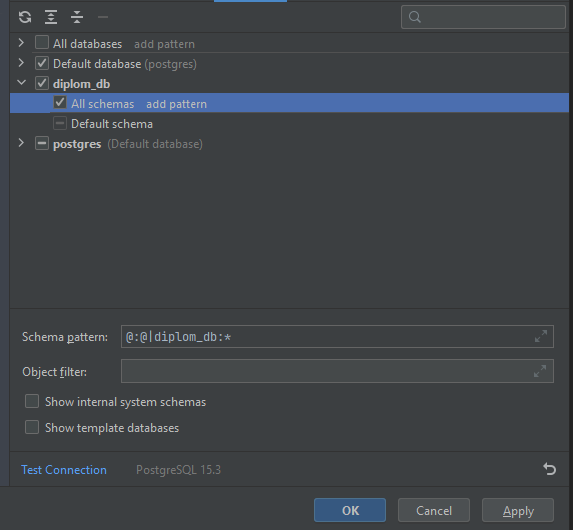 All databases add pattern
Default database (postgres)
diplom_db
All schemas add pattern
Default schema
postgres (Default database)
Schema pattern: @:@|diplom_db:*
Object filter:
Show internal system schemas
Show template databases
Test Connection PostgreSQL 15.3
OK Cancel Apply